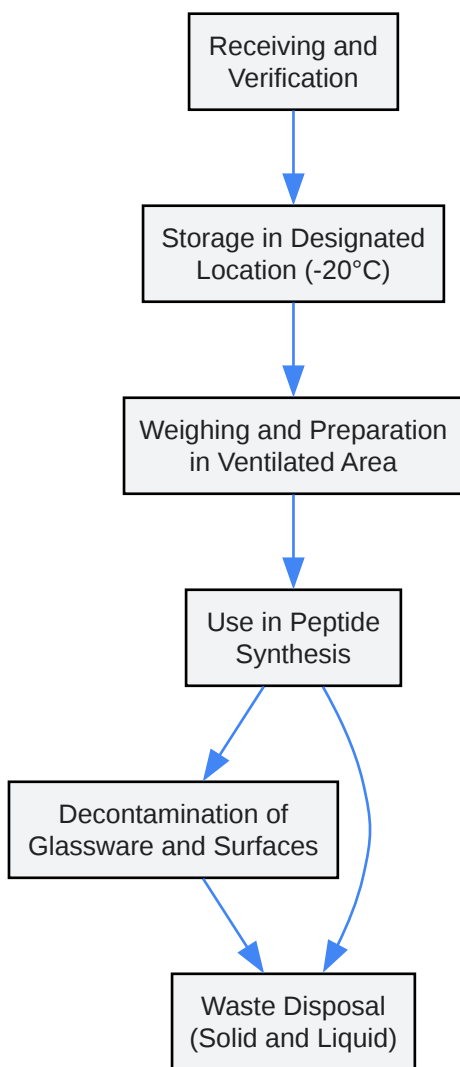 Receiving and
Verification
Storage in Designated
Location (-20°C)
Weighing and Preparation
in Ventilated Area
Use in Peptide
Synthesis
Decontamination of
Glassware and Surfaces
Waste Disposal
(Solid and Liquid)